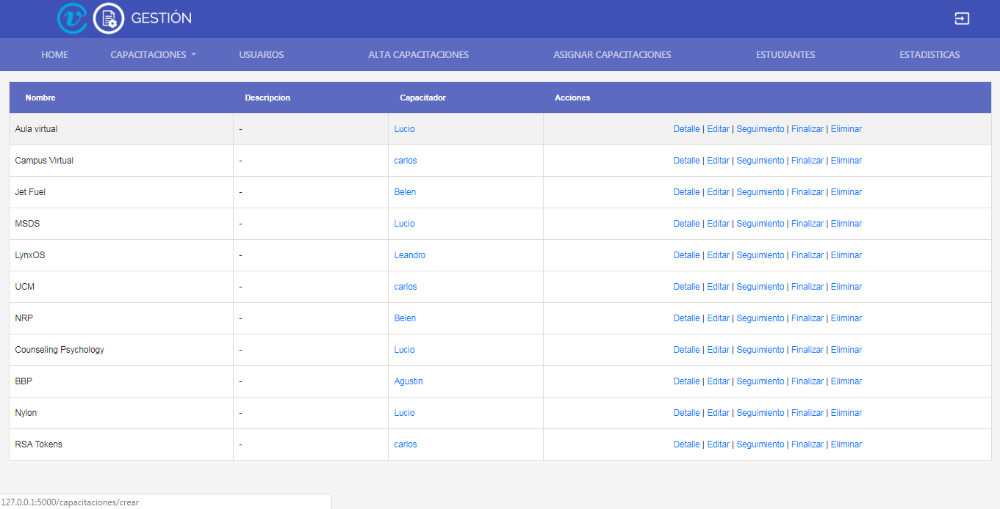 GESTIÓN
HOME CAPACITACIONES USUARIOS ALTA CAPACITACIONES ASIGNAR CAPACITACIONES ESTUDIANTES ESTADISTICAS
Nombre Descripcion Capacitador Acciones
Aula virtual - Lucio Detalle | Editar | Seguimiento | Finalizar | Eliminar
Campus Virtual - carlos Detalle | Editar | Seguimiento | Finalizar | Eliminar
Jet Fuel - Belen Detalle | Editar | Seguimiento | Finalizar | Eliminar
MSDS - Lucio Detalle | Editar | Seguimiento | Finalizar | Eliminar
LynxOS - Leandro Detalle | Editar | Seguimiento | Finalizar | Eliminar
UCM - carlos Detalle | Editar | Seguimiento | Finalizar | Eliminar
NRP - Belen Detalle | Editar | Seguimiento | Finalizar | Eliminar
Counseling Psychology - Lucio Detalle | Editar | Seguimiento | Finalizar | Eliminar
BBP - Agustin Detalle | Editar | Seguimiento | Finalizar | Eliminar
Nylon - Lucio Detalle | Editar | Seguimiento | Finalizar | Eliminar
RSA Tokens - carlos Detalle | Editar | Seguimiento | Finalizar | Eliminar
127.0.0.1:5000/capacitaciones/crear